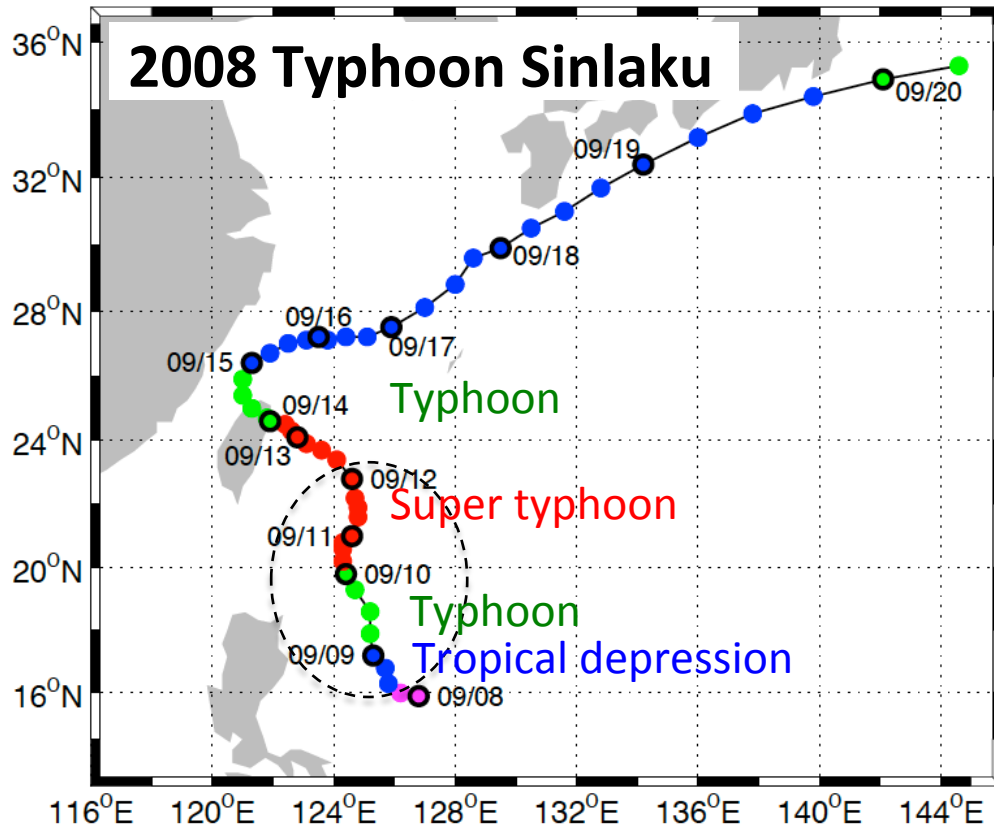 2008 Typhoon Sinlaku
36°N
09/20
09/19
32°N
09/18
28°N
09/16
09/17
09/15
Typhoon
09/14
24°N
09/13
09/12
Super typhoon
09/11
20°N
09/10
Typhoon
09/09
Tropical depression
16°N
09/08
116°E 120°E 124°E 128°E 132°E 136°E 140°E 144°E